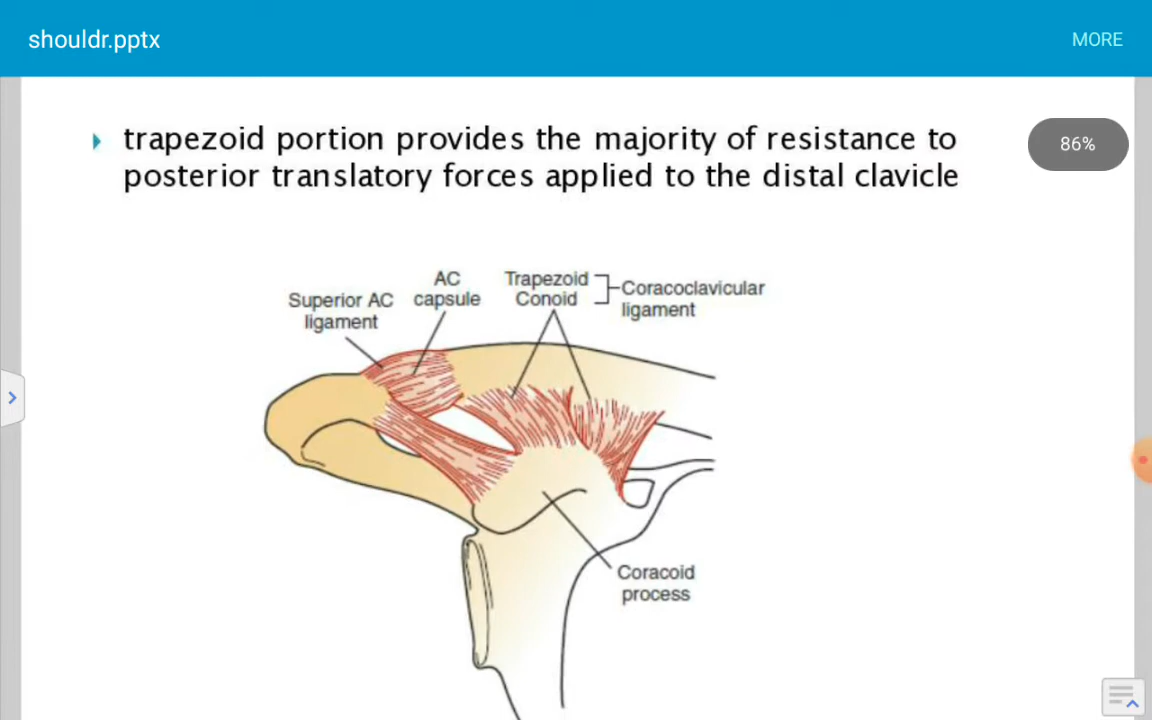 shouldr.pptx
MORE
trapezoid portion provides the majority of resistance to
posterior translatory forces applied to the distal clavicle
86%
Superior AC
ligament
AC
capsule
Trapezoid
Conoid
Coracoclavicular
ligament
Coracoid
process